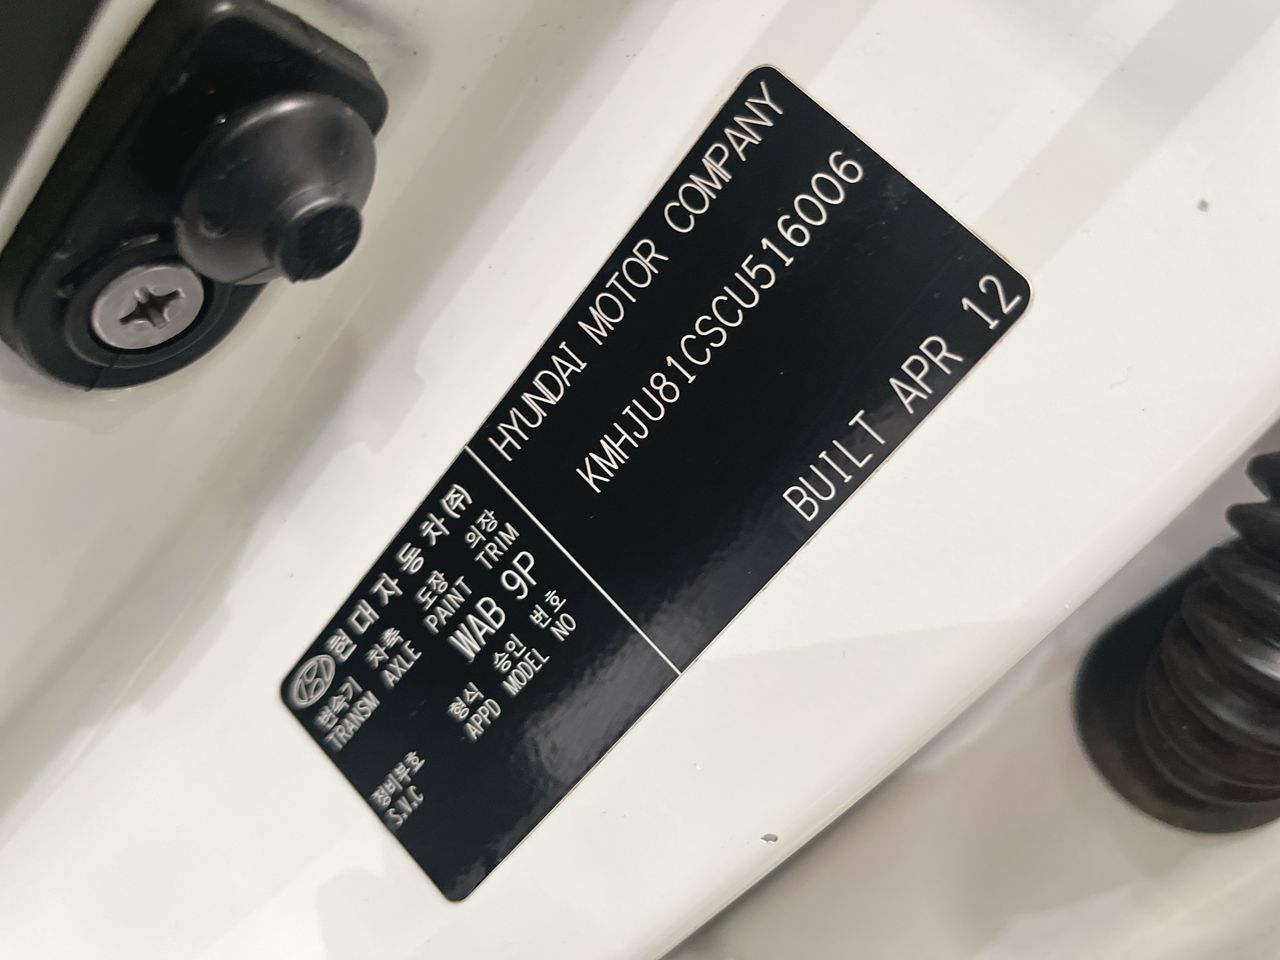 현대자동차(주)
변속기 차축 도장 의장
TRANSM AXLE PAINT TRIM
WAB 9P
형식 승인 번호
APPD MODEL NO
정비부호
S.V.C
HYUNDAI MOTOR COMPANY
KMHJU81CSCU516006
BUILT APR 12